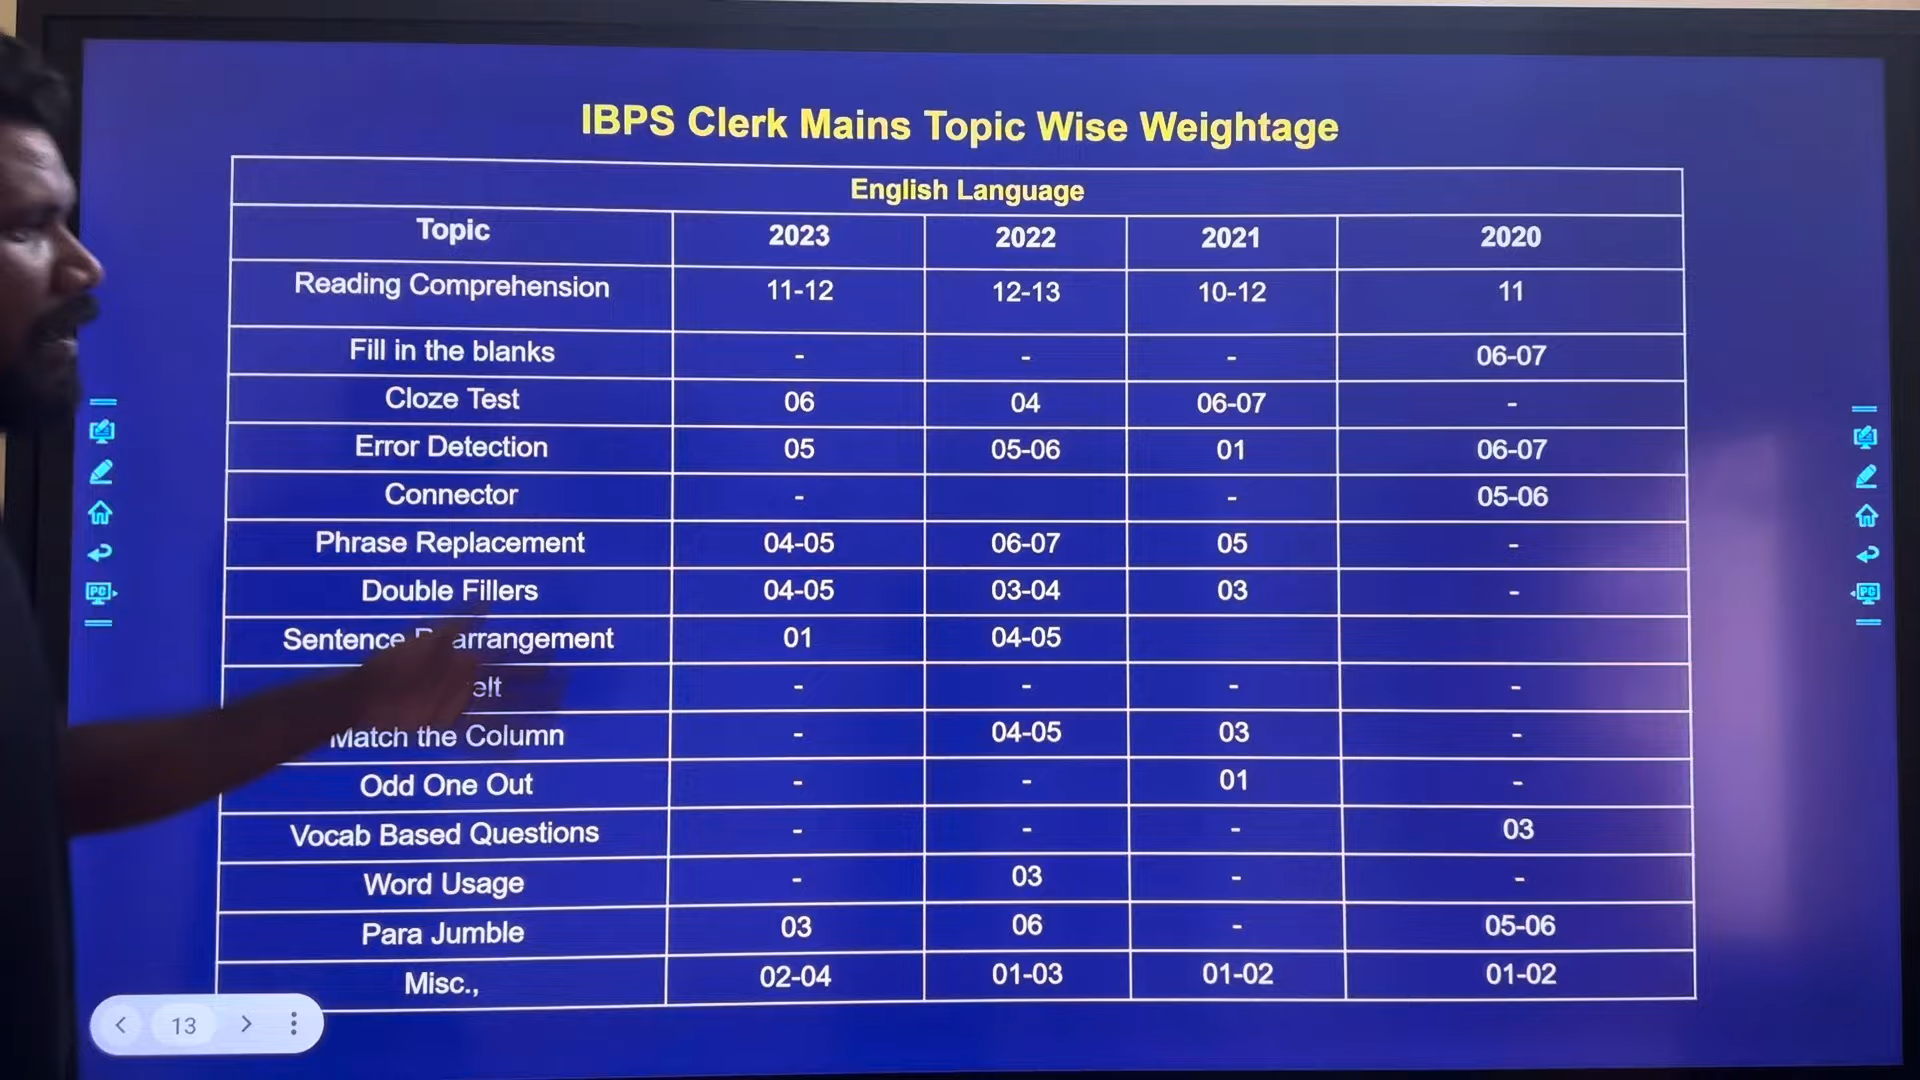 IBPS Clerk Mains Topic Wise Weightage
English Language
Topic 2023 2022 2021 2020
Reading Comprehension 11-12 12-13 10-12 11
Fill in the blanks - - - 06-07
Cloze Test 06 04 06-07 -
Error Detection 05 05-06 01 06-07
Connector - - 05-06
Phrase Replacement 04-05 06-07 05 -
Double Fillers 04-05 03-04 03 -
Sentence arrangement 01 04-05
- - - -
Match the Column - 04-05 03 -
Odd One Out - - 01 -
Vocab Based Questions - - - 03
Word Usage - 03 - -
Para Jumble 03 06 - 05-06
Misc., 02-04 01-03 01-02 01-02
PC
PC
13